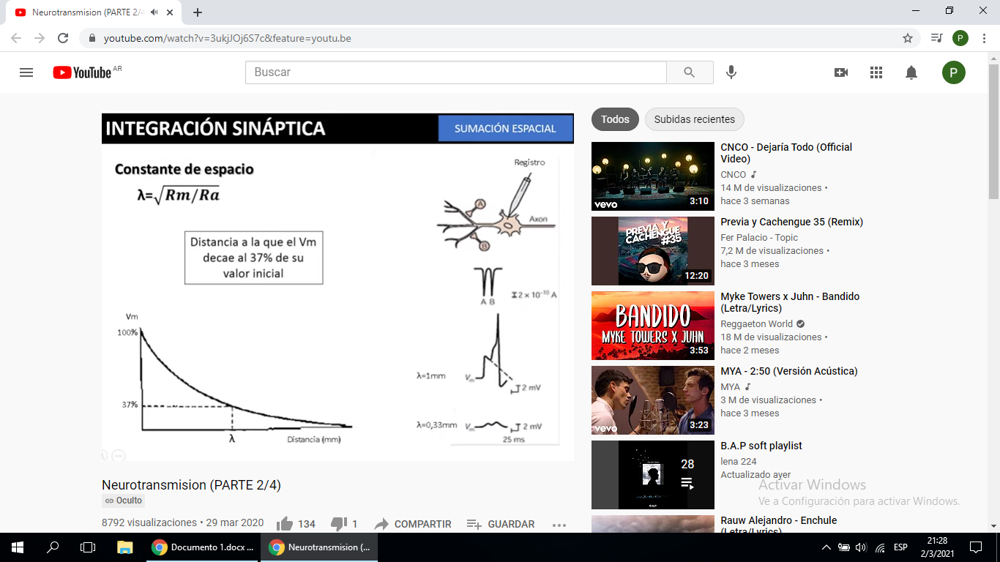 Neurotransmision (PARTE 2/4
youtube.com/watch?v=3ukjJOj6S7c&feature=youtu.be
P
YouTube AR
Buscar
P
INTEGRACIÓN SINÁPTICA
SUMACIÓN ESPACIAL
Constante de espacio
λ=√Rm/Ra
Distancia a la que el Vm
decae al 37% de su
valor inicial
Vm
100%
37%
λ
Distancia (mm)
Registro
A
Axon
B
A B
2 × 10⁻¹⁰ A
λ=1mm
Vm
2 mV
λ=0,33mm
Vm
2 mV
25 ms
Neurotransmision (PARTE 2/4)
Oculto
8792 visualizaciones • 29 mar 2020
134
1
COMPARTIR
GUARDAR
Todos
Subidas recientes
vevo
3:10
CNCO - Dejaría Todo (Official
Video)
CNCO
14 M de visualizaciones •
hace 3 semanas
PREVIA Y
CACHENGUE
#35
12:20
Previa y Cachengue 35 (Remix)
Fer Palacio - Topic
7,2 M de visualizaciones •
hace 3 meses
BANDIDO
MYKE TOWERS X JUHN
3:53
Myke Towers x Juhn - Bandido
(Letra/Lyrics)
Reggaeton World
18 M de visualizaciones •
hace 2 meses
vevo
3:23
MYA - 2:50 (Versión Acústica)
MYA
3 M de visualizaciones •
hace 3 meses
B.A.P
28
B.A.P soft playlist
lena 224
Actualizado ayer
Rauw Alejandro - Enchule
(Letra/Lyrics)
Activar Windows
Ve a Configuración para activar Windows.
Documento 1.docx ...
Neurotransmision (...
ESP
21:28
2/3/2021